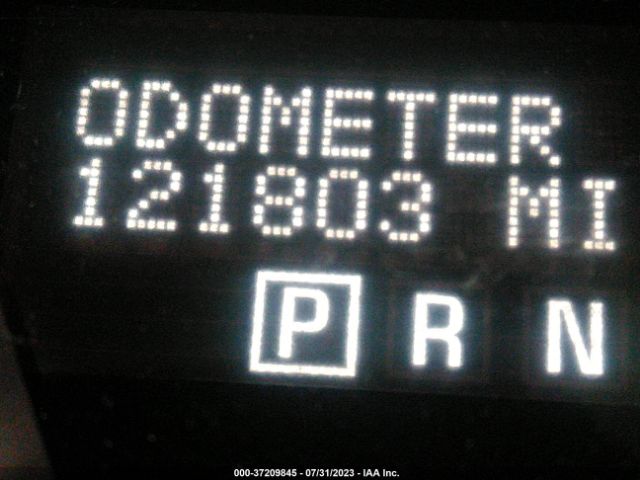 ODOMETER
121803 MI
P R N
000-37209845 - 07/31/2023 - IAA Inc.